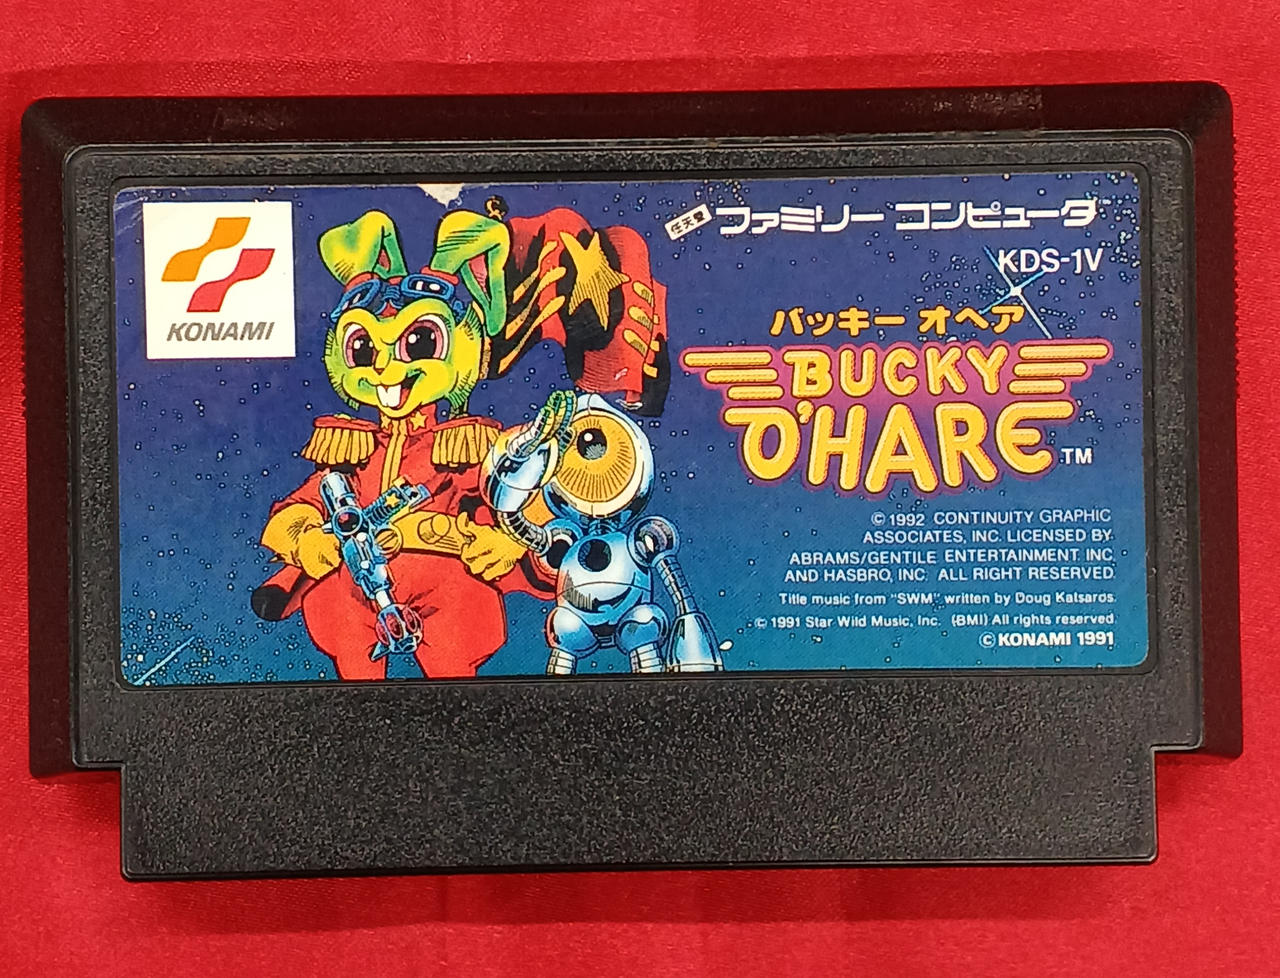 KONAMI
任天堂 ファミリー コンピュータ
KDS-1V
バッキー オヘア
BUCKY
O'HARE TM
© 1992 CONTINUITY GRAPHIC
ASSOCIATES, INC. LICENSED BY
ABRAMS/GENTILE ENTERTAINMENT INC
AND HASBRO, INC. ALL RIGHT RESERVED.
Title music from "SWM" written by Doug Katsaros.
© 1991 Star Wild Music, Inc. (BMI) All rights reserved
© KONAMI 1991